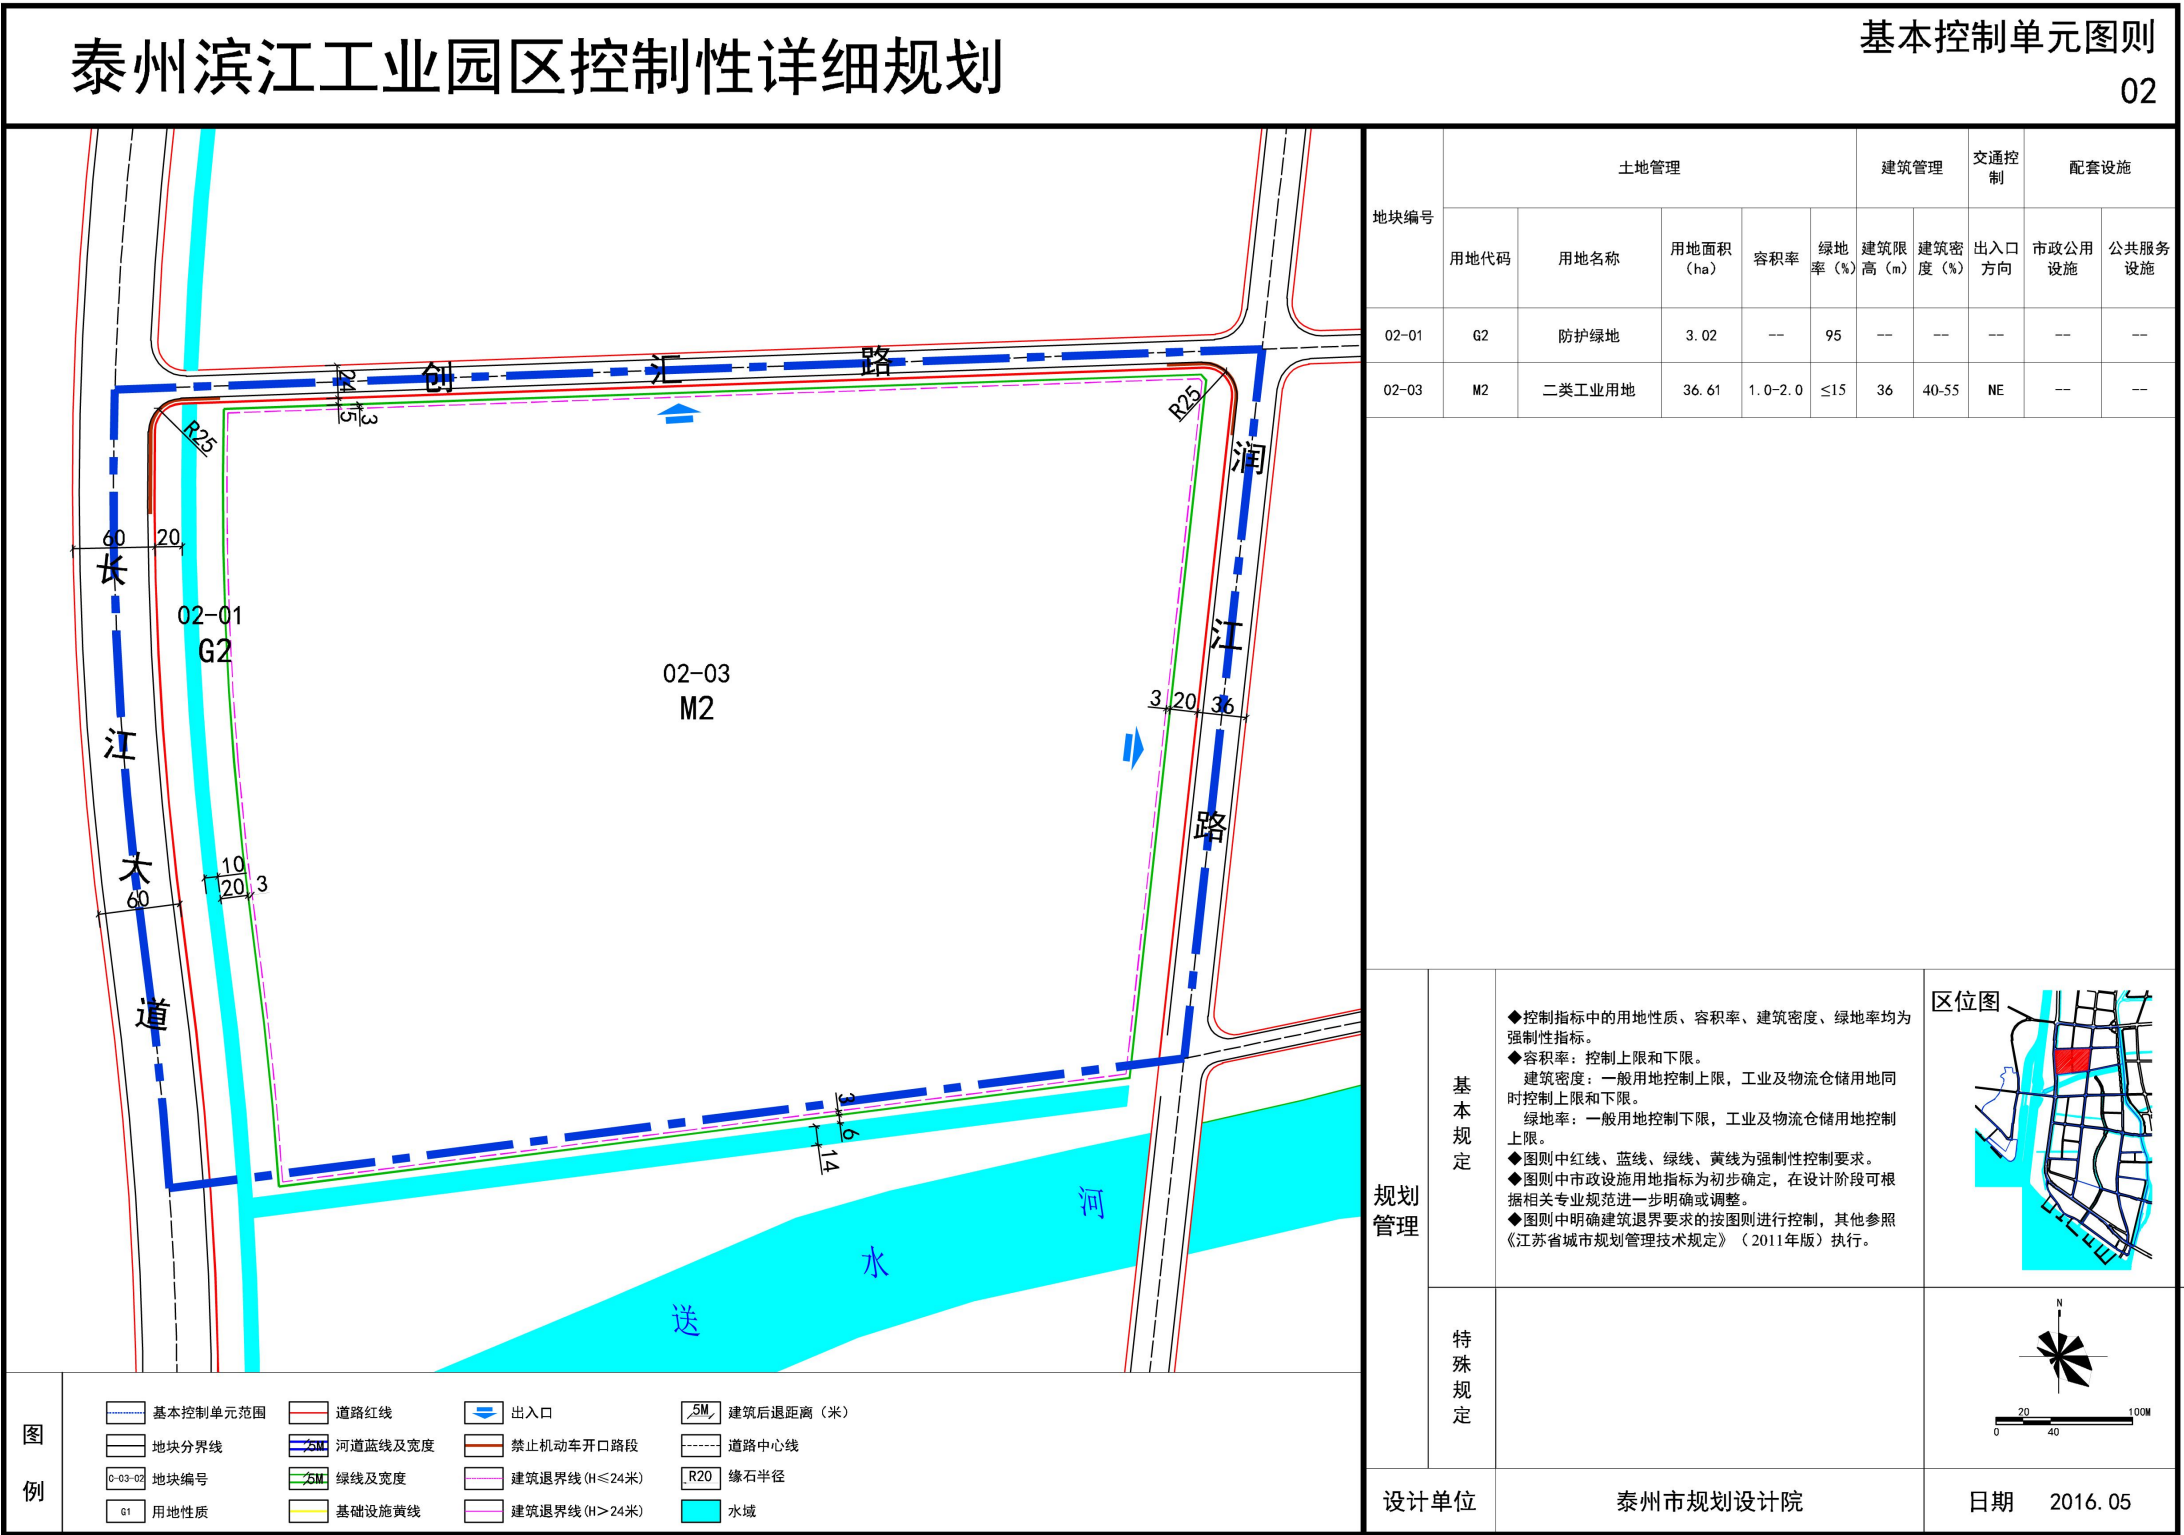 泰州滨江工业园区控制性详细规划
基本控制单元图则
02
创 汇 路
24
5
3
R25
R25
润 江 路
60
20
长 江 大 道
02-01
G2
02-03
M2
3
20
36
10
20
3
60
3
6
14
送 水 河
地块编号
土地管理
建筑管理
交通控
制
配套设施
用地代码
用地名称
用地面积
(ha)
容积率
绿地
率(%)
建筑限
高(m)
建筑密
度(%)
出入口
方向
市政公用
设施
公共服务
设施
02-01 G2 防护绿地 3.02 -- 95 -- -- -- -- --
02-03 M2 二类工业用地 36.61 1.0-2.0 ≤15 36 40-55 NE -- --
规划
管理
基本规定
◆控制指标中的用地性质、容积率、建筑密度、绿地率均为
强制性指标。
◆容积率：控制上限和下限。
建筑密度：一般用地控制上限，工业及物流仓储用地同
时控制上限和下限。
绿地率：一般用地控制下限，工业及物流仓储用地控制
上限。
◆图则中红线、蓝线、绿线、黄线为强制性控制要求。
◆图则中市政设施用地指标为初步确定，在设计阶段可根
据相关专业规范进一步明确或调整。
◆图则中明确建筑退界要求的按图则进行控制，其他参照
《江苏省城市规划管理技术规定》（2011年版）执行。
区位图
特殊规定
N
20 100M
0 40
设计单位 泰州市规划设计院 日期 2016.05
图例
基本控制单元范围 道路红线 出入口 5M 建筑后退距离（米）
地块分界线 5M 河道蓝线及宽度 禁止机动车开口路段 道路中心线
C-03-02 地块编号 5M 绿线及宽度 建筑退界线(H≤24米) R20 缘石半径
G1 用地性质 基础设施黄线 建筑退界线(H＞24米) 水域